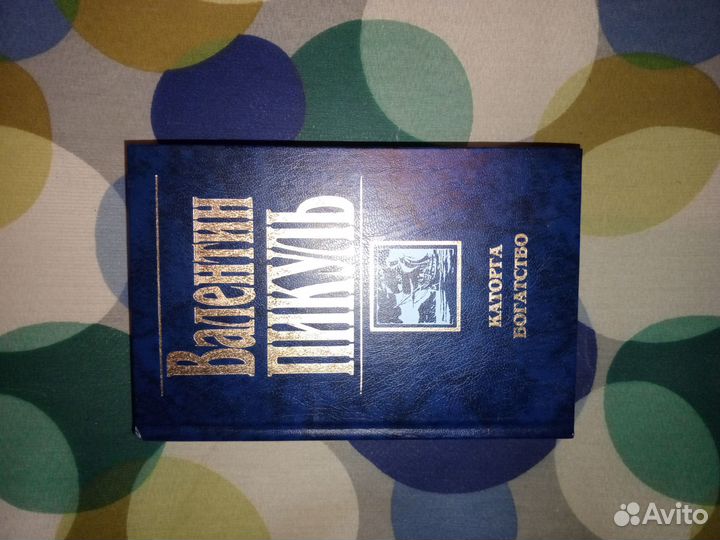 Валентин
ПИКУЛЬ
КАТОРГА
БОГАТСТВО
Avito